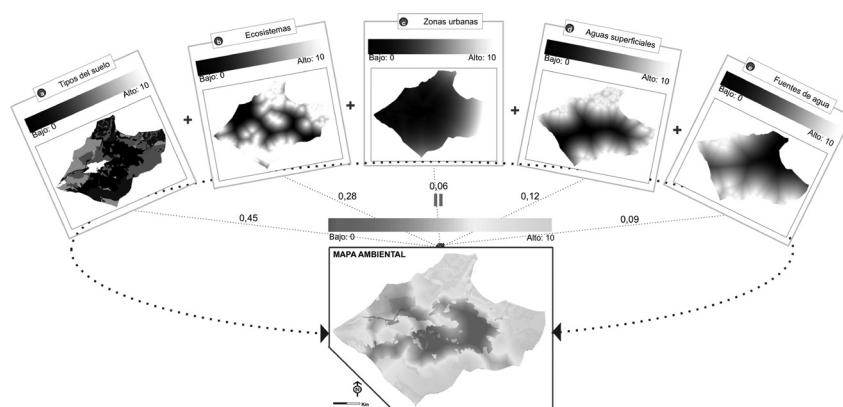 a Tipos del suelo
Bajo: 0 Alto: 10
b Ecosistemas
Bajo: 0 Alto: 10
c Zonas urbanas
Bajo: 0 Alto: 10
d Aguas superficiales
Bajo: 0 Alto: 10
e Fuentes de agua
Bajo: 0 Alto: 10
+ + + +
0,45
0,28
0,06
0,12
0,09
Bajo: 0 Alto: 10
MAPA AMBIENTAL
N
Km